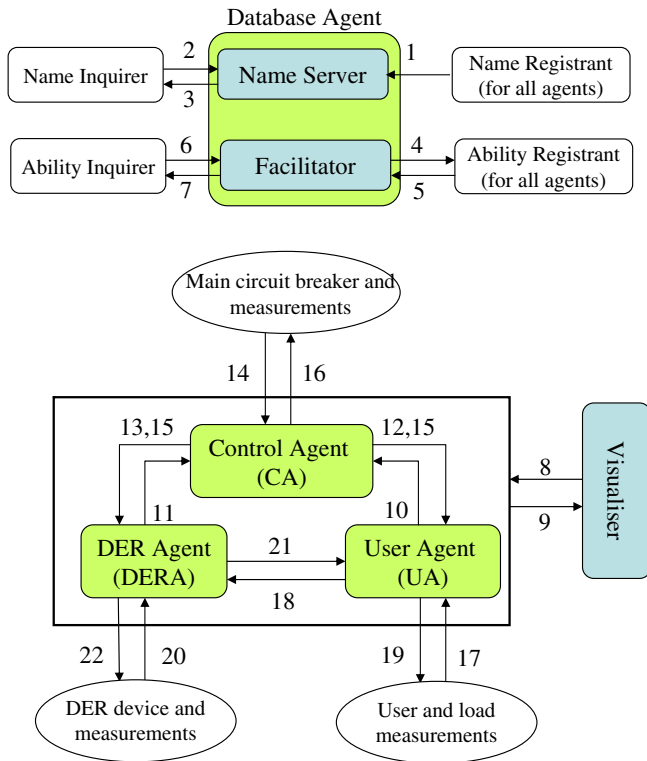 Database Agent
2
1
Name Inquirer
Name Server
Name Registrant
(for all agents)
3
6
4
Ability Inquirer
Facilitator
Ability Registrant
(for all agents)
7
5
Main circuit breaker and
measurements
14
16
13,15
12,15
Control Agent
(CA)
8
Visualiser
9
11
10
DER Agent
(DERA)
21
User Agent
(UA)
18
22
20
19
17
DER device and
measurements
User and load
measurements